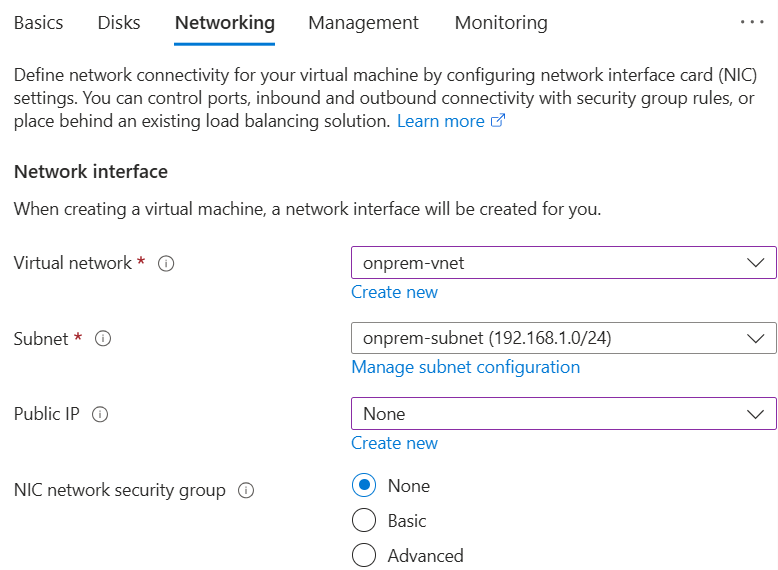 Basics Disks Networking Management Monitoring ...
Define network connectivity for your virtual machine by configuring network interface card (NIC)
settings. You can control ports, inbound and outbound connectivity with security group rules, or
place behind an existing load balancing solution. Learn more
Network interface
When creating a virtual machine, a network interface will be created for you.
Virtual network * onprem-vnet
Create new
Subnet * onprem-subnet (192.168.1.0/24)
Manage subnet configuration
Public IP None
Create new
NIC network security group None
Basic
Advanced